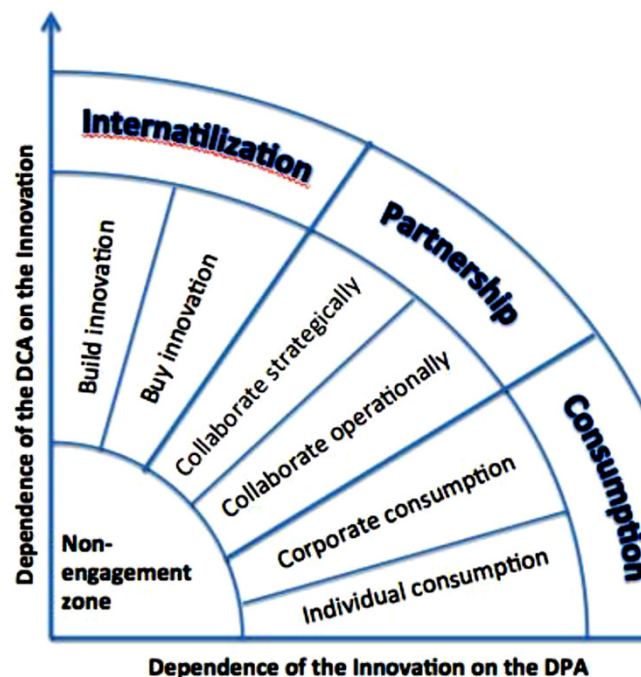 Dependence of the DCA on the Innovation
Internatilization
Partnership
Consumption
Build innovation
Buy innovation
Collaborate strategically
Collaborate operationally
Corporate consumption
Individual consumption
Non-
engagement
zone
Dependence of the Innovation on the DPA